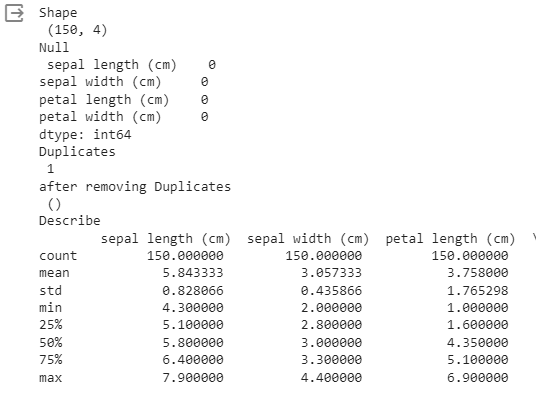 Shape
 (150, 4)
Null
 sepal length (cm)    0
sepal width (cm)     0
petal length (cm)    0
petal width (cm)     0
dtype: int64
Duplicates
 1
after removing Duplicates
 ()
Describe
       sepal length (cm)  sepal width (cm)  petal length (cm)  \
count         150.000000        150.000000         150.000000
mean            5.843333          3.057333           3.758000
std             0.828066          0.435866           1.765298
min             4.300000          2.000000           1.000000
25%             5.100000          2.800000           1.600000
50%             5.800000          3.000000           4.350000
75%             6.400000          3.300000           5.100000
max             7.900000          4.400000           6.900000